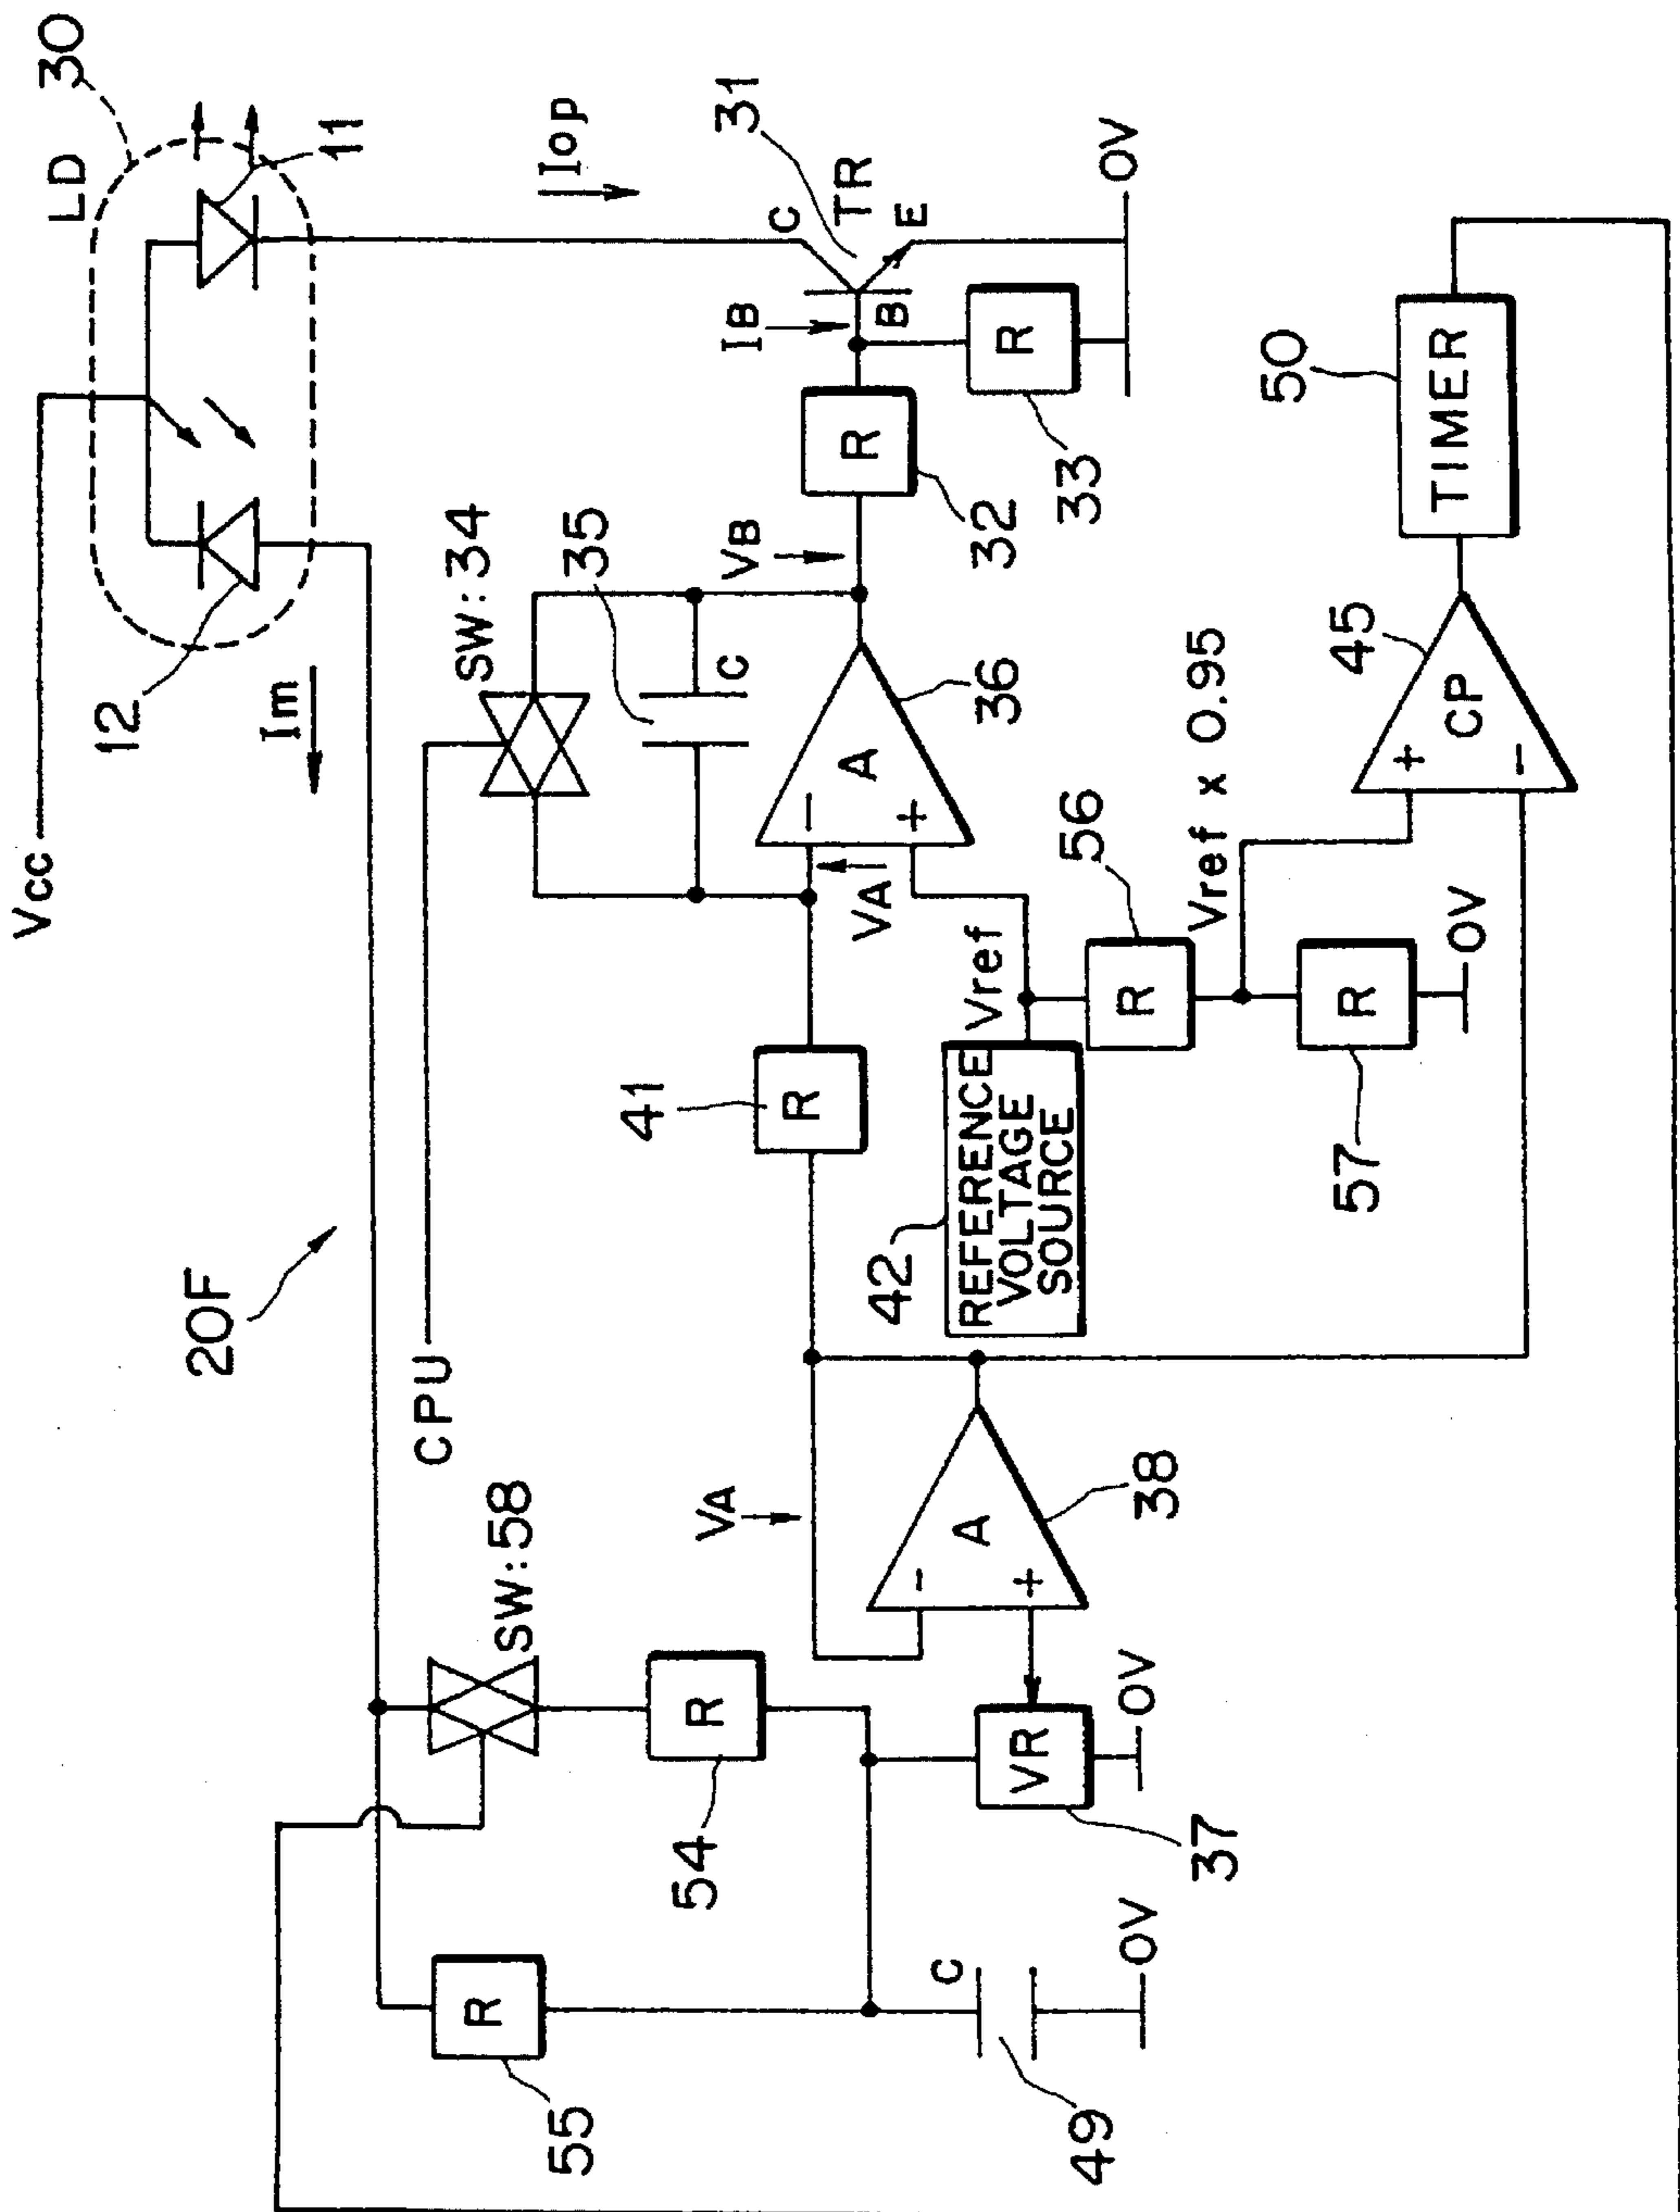 Vcc
LD
30
11
12
Im
Iop
20F
CPU
SW:34
35
C
SW:58
55
R
54
R
VA
41
R
VA
A
−
+
36
VB
R
32
IB
B
C
TR
E
31
R
33
0V
C
49
0V
VR
37
0V
A
-
+
38
42
REFERENCE
VOLTAGE
SOURCE
Vref
R
56
Vref x 0.95
R
57
0V
CP
+
-
45
TIMER
50